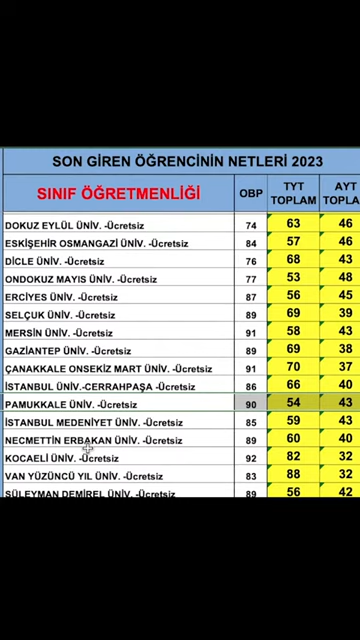 SON GİREN ÖĞRENCİNİN NETLERİ 2023
SINIF ÖĞRETMENLİĞİ OBP TYT TOPLAM AYT
DOKUZ EYLÜL ÜNİV. -Ücretsiz 74 63 46
ESKİŞEHİR OSMANGAZİ ÜNİV. -Ücretsiz 84 57 46
DİCLE ÜNİV. -Ücretsiz 76 68 43
ONDOKUZ MAYIS ÜNİV. -Ücretsiz 77 53 48
ERCİYES ÜNİV. -Ücretsiz 87 56 45
SELÇUK ÜNİV. -Ücretsiz 89 69 39
MERSİN ÜNİV. -Ücretsiz 91 58 43
GAZİANTEP ÜNİV. -Ücretsiz 89 69 38
ÇANAKKALE ONSEKİZ MART ÜNİV. -Ücretsiz 91 70 37
İSTANBUL ÜNİV.-CERRAHPAŞA -Ücretsiz 86 66 40
PAMUKKALE ÜNİV. -Ücretsiz 90 54 43
İSTANBUL MEDENİYET ÜNİV. -Ücretsiz 85 59 43
NECMETTİN ERBAKAN ÜNİV. -Ücretsiz 89 60 40
KOCAELİ ÜNİV. -Ücretsiz 92 82 32
VAN YÜZÜNCÜ YIL ÜNİV. -Ücretsiz 83 88 32
SÜLEYMAN DEMİREL ÜNİV. -Ücretsiz 89 56 42